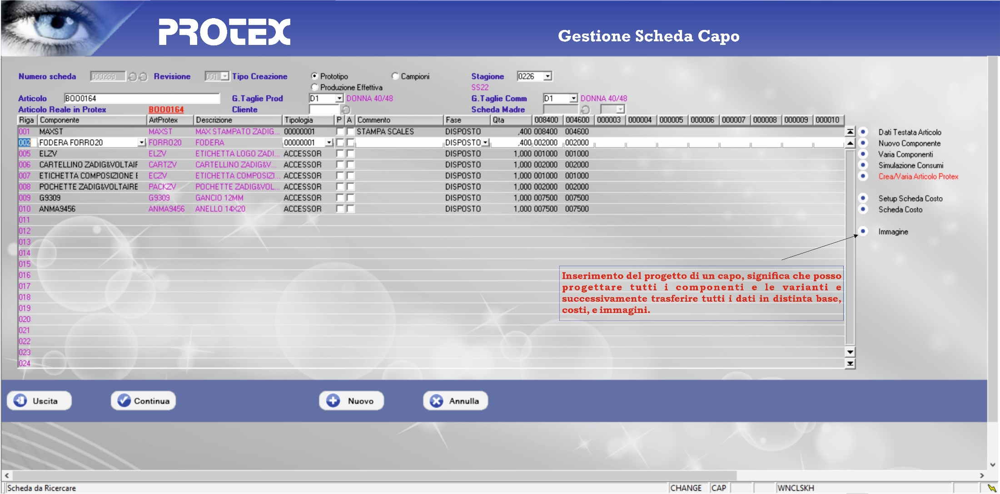 PROTEX
Gestione Scheda Capo
Numero scheda 000269 Revisione 001 Tipo Creazione Prototipo Campioni Stagione 0226
Produzione Effettiva SS22
Articolo BOO0164 G.Taglie Prod D1 DONNA 40/48 G.Taglie Comm D1 DONNA 40/48
Articolo Reale in Protex BOO0164 Cliente Scheda Madre
Riga Componente ArtProtex Descrizione Tipologia P A Commento Fase Qta 008400 004600 000003 000004 000005 000006 000007 000008 000009 000010
001 MAXST MAXST MAX STAMPATO ZADIG... 00000001 STAMPA SCALES DISPOSTO ,400 008400 004600
002 FODERA FORRO20 FORRO20 FODERA 00000001 DISPOSTO ,400 002000 002000
005 ELZV ELZV ETICHETTA LOGO ZADI... ACCESSOR DISPOSTO 1,000 001000 001000
006 CARTELLINO ZADIG&VOLTAIF CARTZV CARTELLINO ZADIG&V... ACCESSOR DISPOSTO 1,000 002000 002000
007 ETICHETTA COMPOSIZIONE E ECZV ETICHETTA COMPOSIZI... ACCESSOR DISPOSTO 1,000 001000 001000
008 POCHETTE ZADIG&VOLTAIRE PACKZV POCHETTE ZADIG&VOL... ACCESSOR DISPOSTO 1,000 002000 002000
009 G9309 G9309 GANCIO 12MM ACCESSOR DISPOSTO 1,000 007500 007500
010 ANMA9456 ANMA9456 ANELLO 14X20 ACCESSOR DISPOSTO 1,000 007500 007500
011
012
013
014
015
016
017
018
019
020
021
022
023
024
Dati Testata Articolo
Nuovo Componente
Varia Componenti
Simulazione Consumi
Crea/Varia Articolo Protex
Setup Scheda Costo
Scheda Costo
Immagine
Inserimento del progetto di un capo, significa che posso
progettare tutti i componenti e le varianti e
successivamente trasferire tutti i dati in distinta base,
costi, e immagini.
Uscita Continua Nuovo Annulla
Scheda da Ricercare CHANGE CAP WNCLSKH